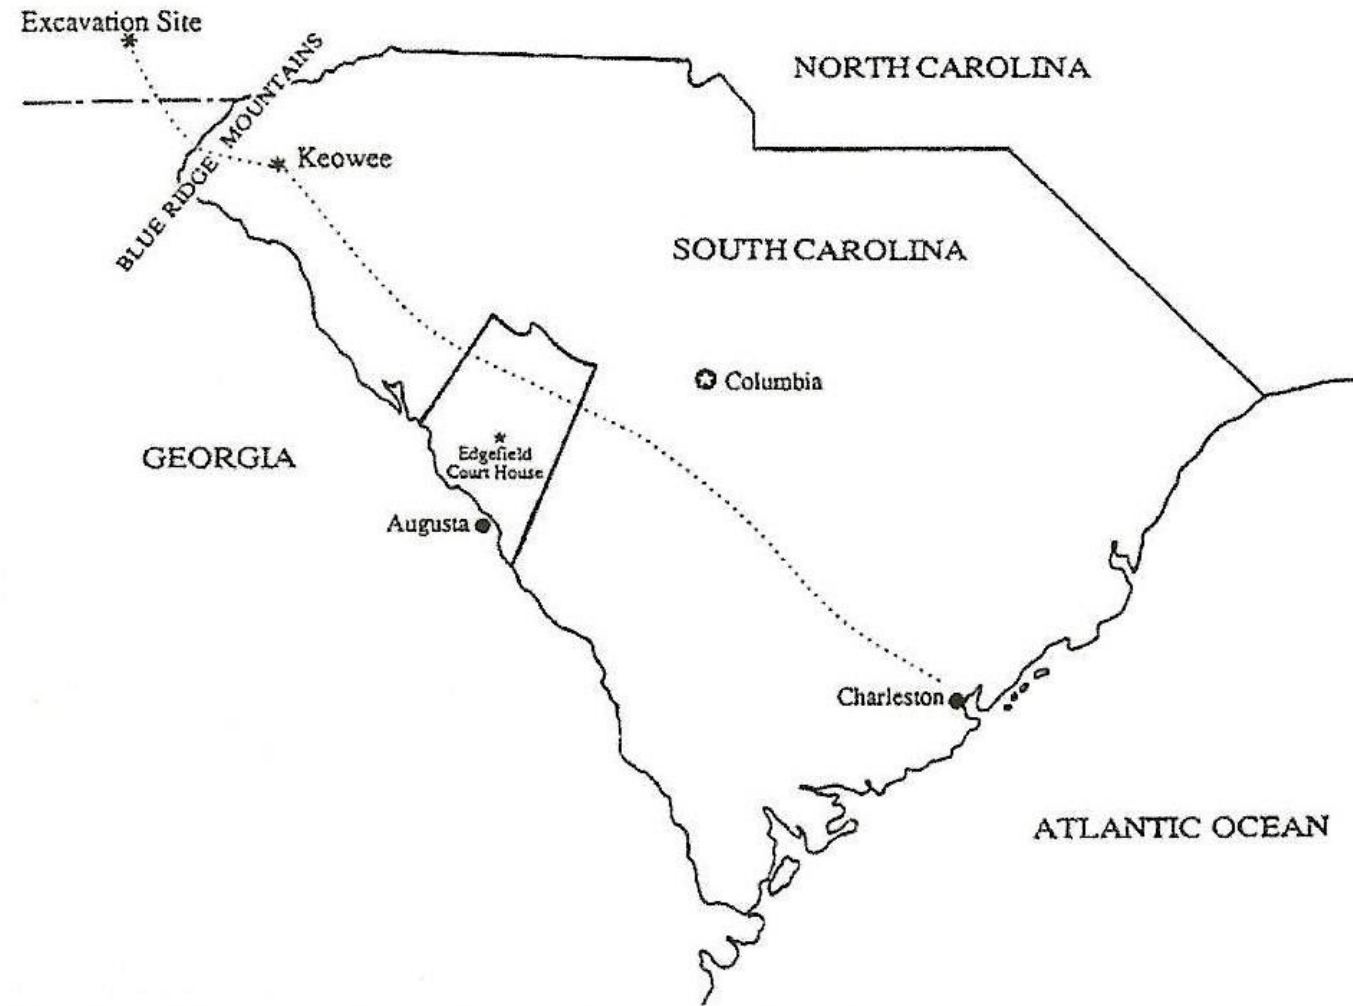 Excavation Site
NORTH CAROLINA
BLUE RIDGE MOUNTAINS
Keowee
SOUTH CAROLINA
Columbia
GEORGIA
Edgefield
Court House
Augusta
Charleston
ATLANTIC OCEAN